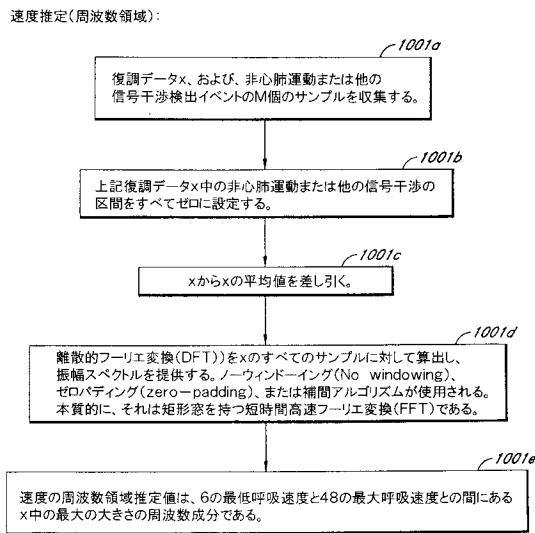 速度推定(周波数領域):
1001a
復調データx、および、非心肺運動または他の
信号干渉検出イベントのM個のサンプルを収集する。
1001b
上記復調データx中の非心肺運動または他の信号干渉の
区間をすべてゼロに設定する。
1001c
xからxの平均値を差し引く。
1001d
離散的フーリエ変換(DFT))をxのすべてのサンプルに対して算出し、
振幅スペクトルを提供する。ノーウィンドーイング(No windowing)、
ゼロパディング(zero-padding)、または補間アルゴリズムが使用される。
本質的に、それは矩形窓を持つ短時間高速フーリエ変換(FFT)である。
1001e
速度の周波数領域推定値は、6の最低呼吸速度と48の最大呼吸速度との間にある
x中の最大の大きさの周波数成分である。